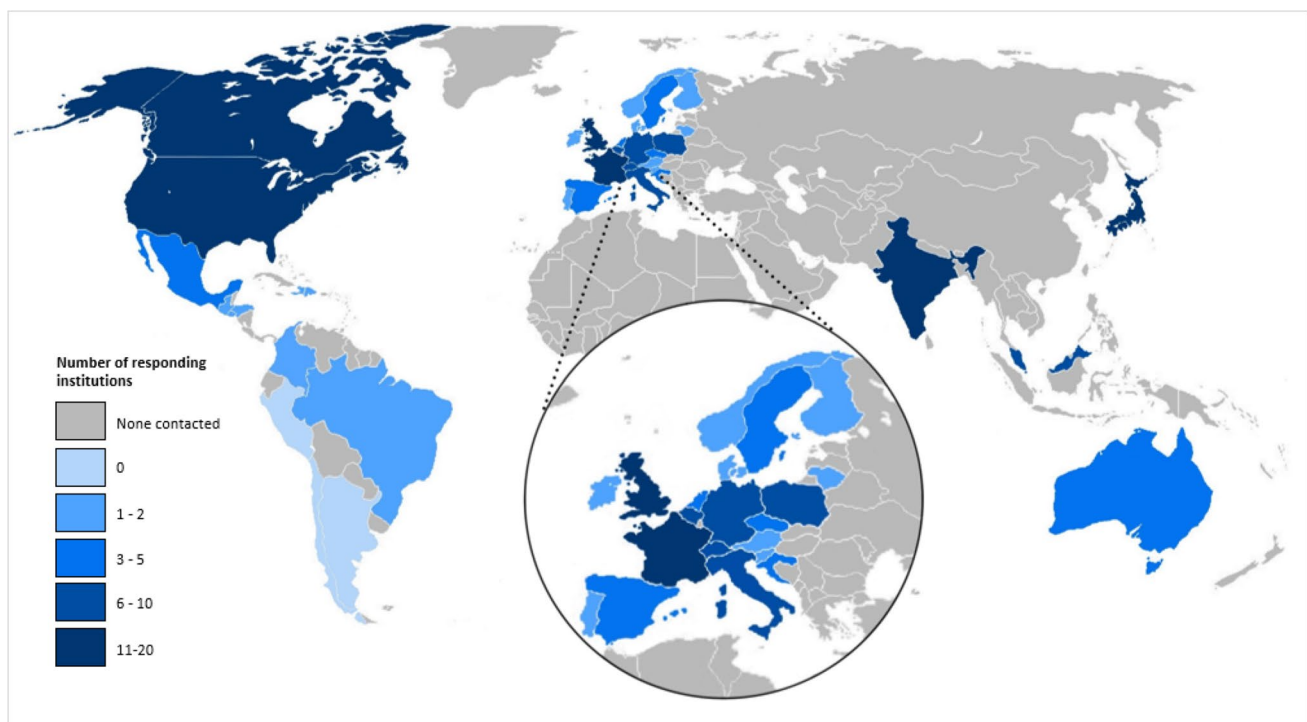 Number of responding
institutions
None contacted
0
1 - 2
3 - 5
6 - 10
11-20